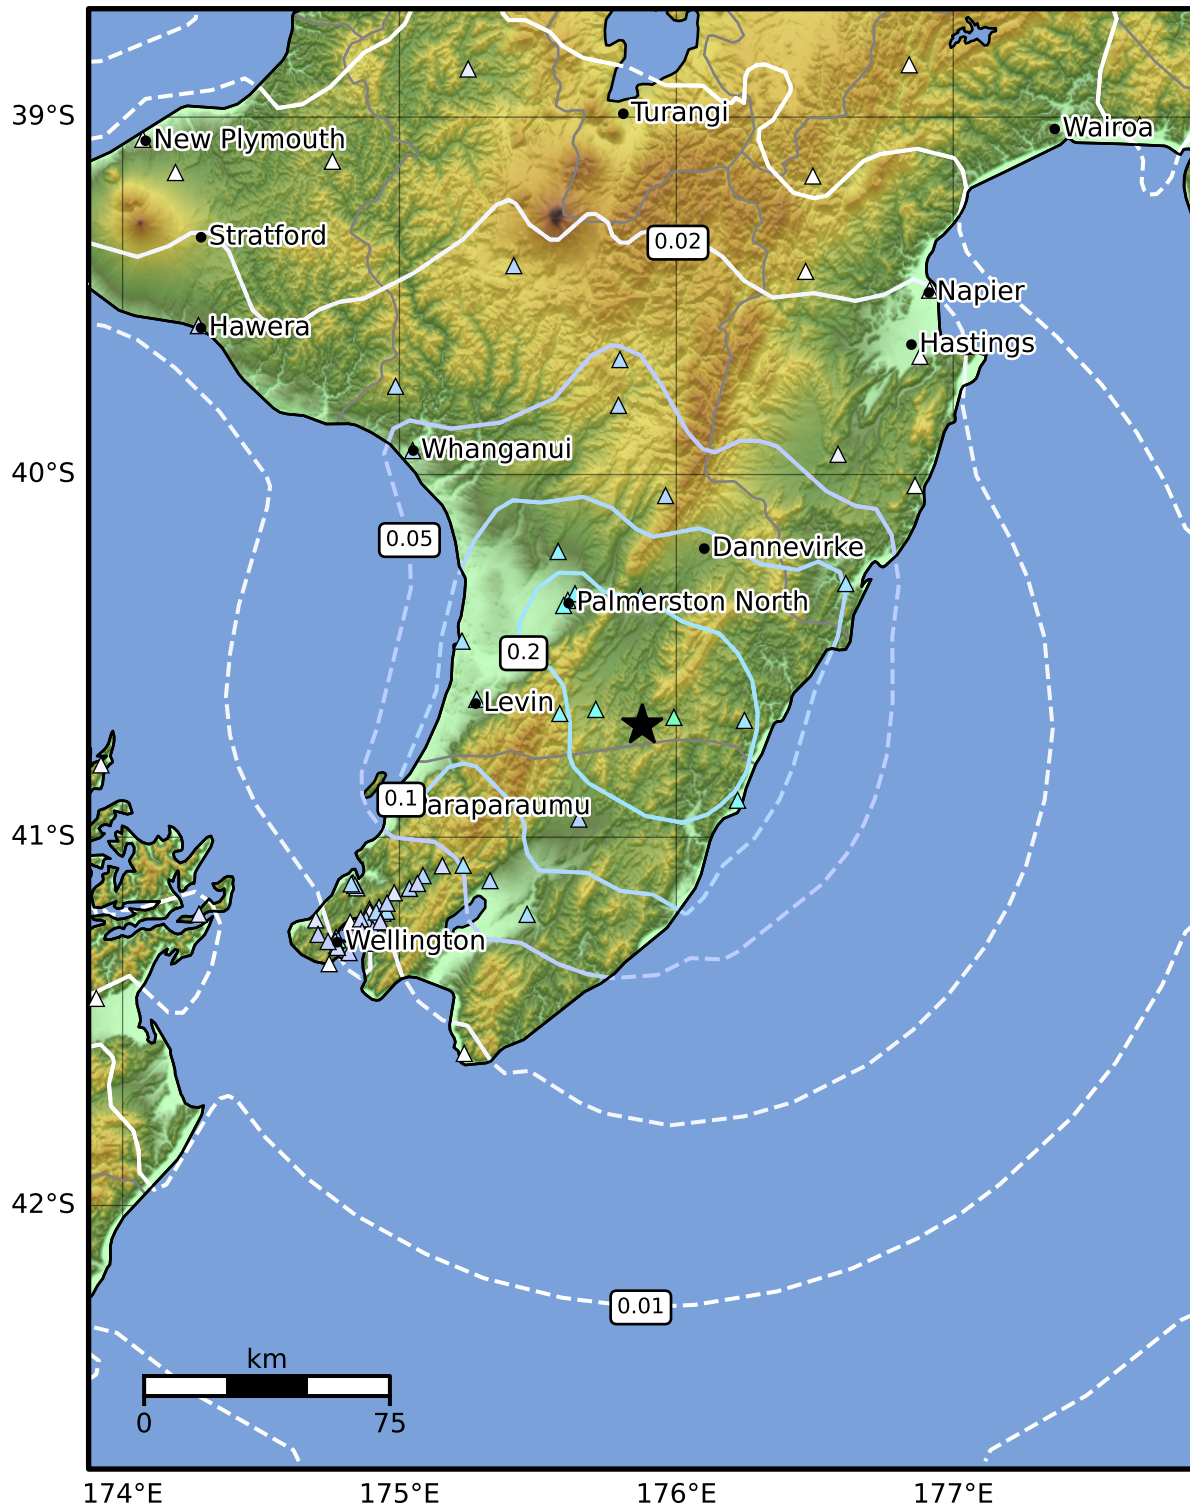 39°S
Turangi
Wairoa
New Plymouth
Stratford
0.02
Napier
Hawera
Hastings
Whanganui
40°S
0.05
Dannevirke
Palmerston North
0.2
Levin
0.1
araparaumu
41°S
Wellington
42°S
0.01
km
0
75
174°E
175°E
176°E
177°E